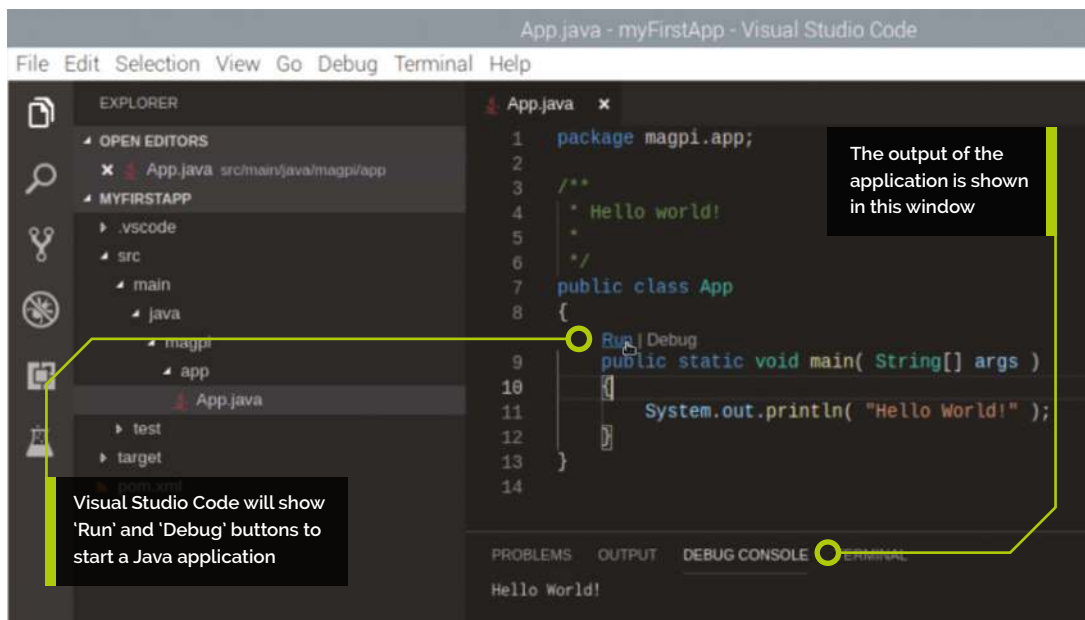 App.java - myFirstApp - Visual Studio Code
File Edit Selection View Go Debug Terminal Help
EXPLORER
OPEN EDITORS
App.java src/main/java/magpi/app
MYFIRSTAPP
.vscode
src
main
java
magpi
app
App.java
test
target
pom.xml
Visual Studio Code will show
‘Run’ and ‘Debug’ buttons to
start a Java application
App.java
1 package magpi.app;
2
3 /**
4 * Hello world!
5 *
6 */
7 public class App
8 {
Run | Debug
9 public static void main( String[] args )
10 {
11 System.out.println( "Hello World!" );
12 }
13 }
14
The output of the
application is shown
in this window
PROBLEMS OUTPUT DEBUG CONSOLE TERMINAL
Hello World!